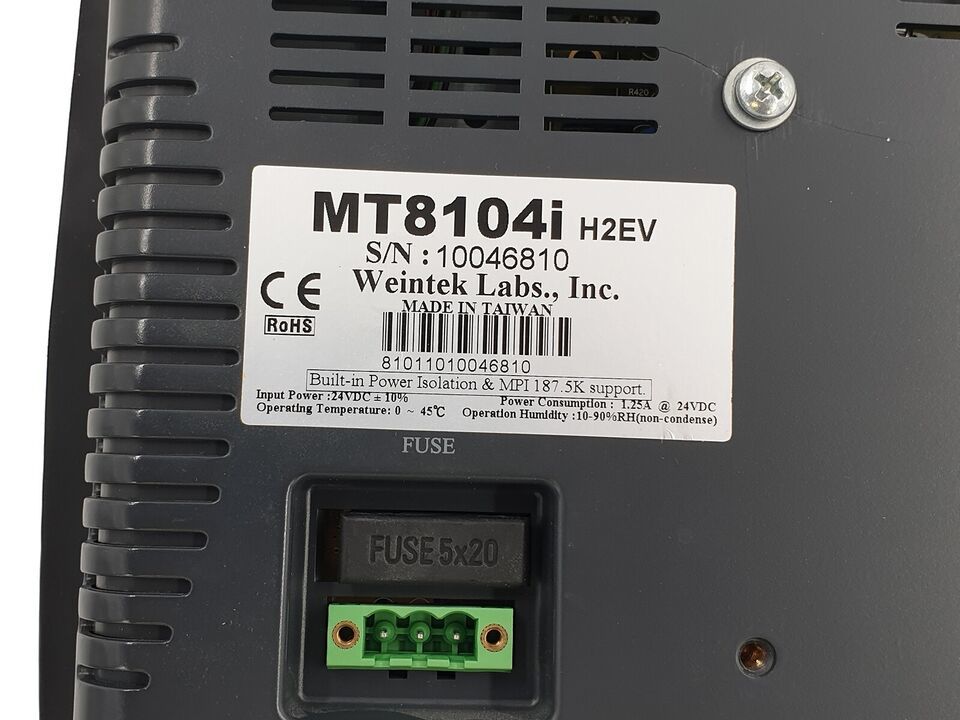 R420
MT8104i H2EV
S/N : 10046810
Weintek Labs., Inc.
MADE IN TAIWAN
CE
RoHS
81011010046810
Built-in Power Isolation & MPI 187.5K support.
Input Power :24VDC ± 10% Power Consumption : 1.25A @ 24VDC
Operating Temperature: 0 ~ 45℃ Operation Humidity :10-90%RH(non-condense)
FUSE
FUSE 5x20